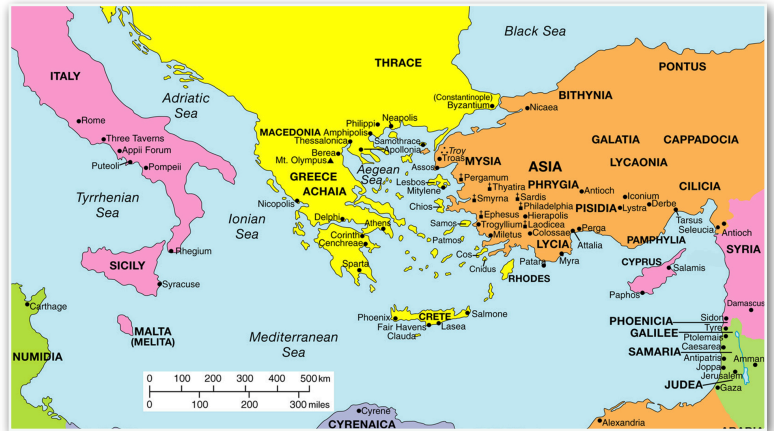 Black Sea
ITALY
THRACE
PONTUS
Adriatic
Sea
(Constantinople)
Byzantium
BITHYNIA
Nicaea
Rome
Neapolis
Philippi
MACEDONIA
Amphipolis
Thessalonica
Samothrace
Apollonia
Berea
Mt. Olympus
Troy
Troas
Assos
MYSIA
ASIA
GALATIA
CAPPADOCIA
LYCAONIA
Three Taverns
Appii Forum
Puteoli
Pompeii
GREECE
ACHAIA
Aegean
Sea
Lesbos
Mitylene
Pergamum
Thyatira
PHRYGIA
Antioch
Iconium
CILICIA
Tyrrhenian
Sea
Ionian
Sea
Nicopolis
Delphi
Athens
Chios
Smyrna
Sardis
Philadelphia
PISIDIA
Lystra
Derbe
Tarsus
Seleucia
Antioch
Corinth
Cenchreae
Samos
Patmos
Ephesus
Trogyllium
Miletus
Hierapolis
Laodicea
Colossae
Perga
Attalia
PAMPHYLIA
LYCIA
SYRIA
Rhegium
SICILY
Syracuse
Sparta
Cos
Cnidus
Patara
Myra
RHODES
CYPRUS
Salamis
Paphos
Carthage
MALTA
(MELITA)
Mediterranean
Sea
Phoenix
CRETE
Salmone
Fair Havens
Lasea
Clauda
NUMIDIA
Damascus
PHOENICIA
Sidon
Tyre
GALILEE
Ptolemais
Caesarea
SAMARIA
Antipatris
Amman
Joppa
Jerusalem
JUDEA
Gaza
0 100 200 300 400 500km
0 100 200 300 miles
Cyrene
CYRENAICA
Alexandria